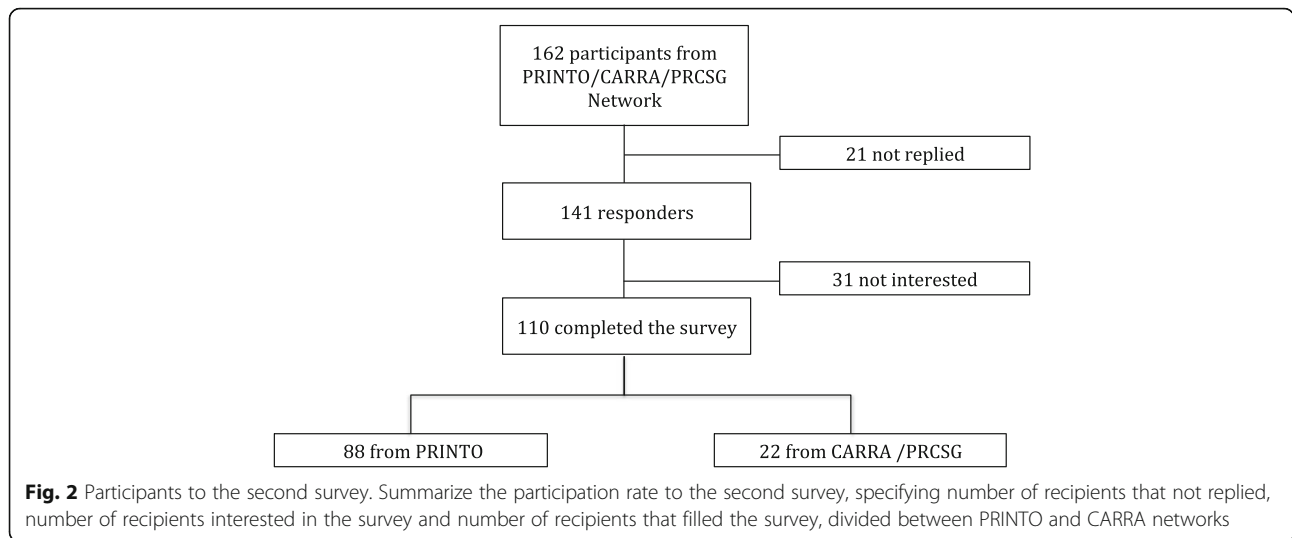 162 participants from
PRINTO/CARRA/PRCSG
Network
21 not replied
141 responders
31 not interested
110 completed the survey
88 from PRINTO
22 from CARRA /PRCSG
Fig. 2 Participants to the second survey. Summarize the participation rate to the second survey, specifying number of recipients that not replied,
number of recipients interested in the survey and number of recipients that filled the survey, divided between PRINTO and CARRA networks